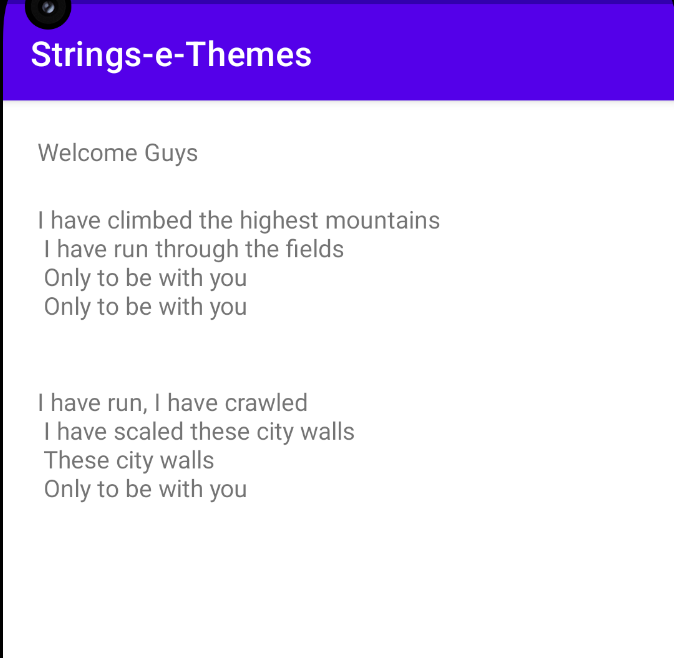 Strings-e-Themes
Welcome Guys
I have climbed the highest mountains
I have run through the fields
Only to be with you
Only to be with you
I have run, I have crawled
I have scaled these city walls
These city walls
Only to be with you